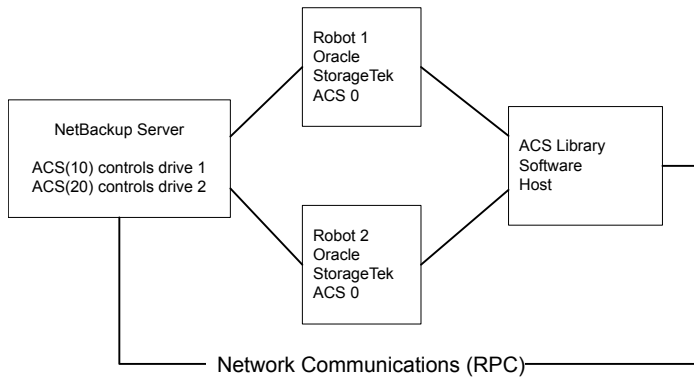 NetBackup Server
ACS(10) controls drive 1
ACS(20) controls drive 2
Robot 1
Oracle
StorageTek
ACS 0
Robot 2
Oracle
StorageTek
ACS 0
ACS Library
Software
Host
Network Communications (RPC)